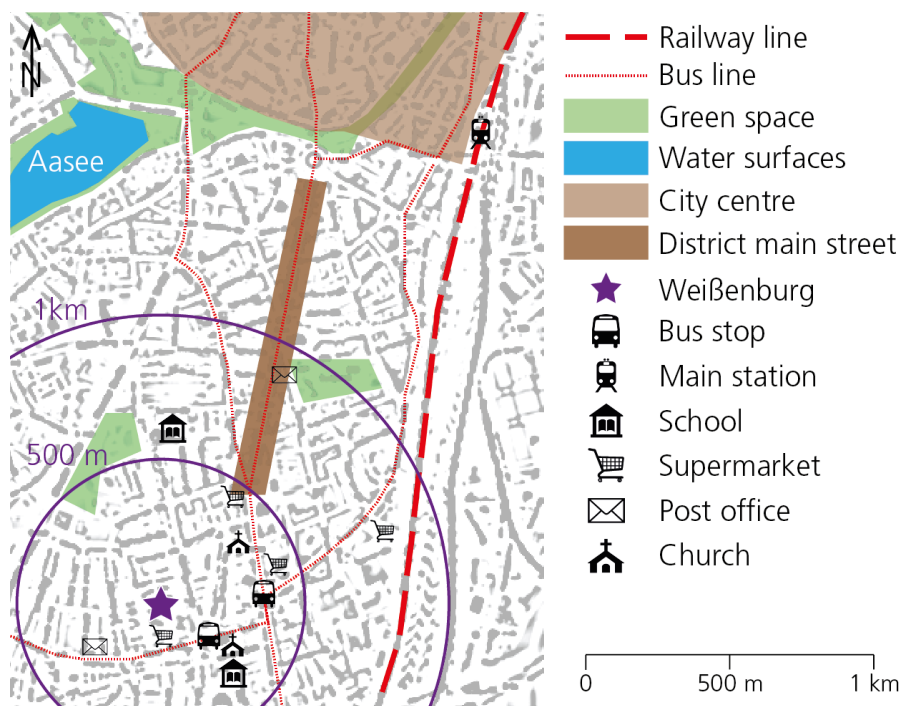 N
Aasee
1km
500 m
Railway line
Bus line
Green space
Water surfaces
City centre
District main street
Weißenburg
Bus stop
Main station
School
Supermarket
Post office
Church
0 500 m 1 km